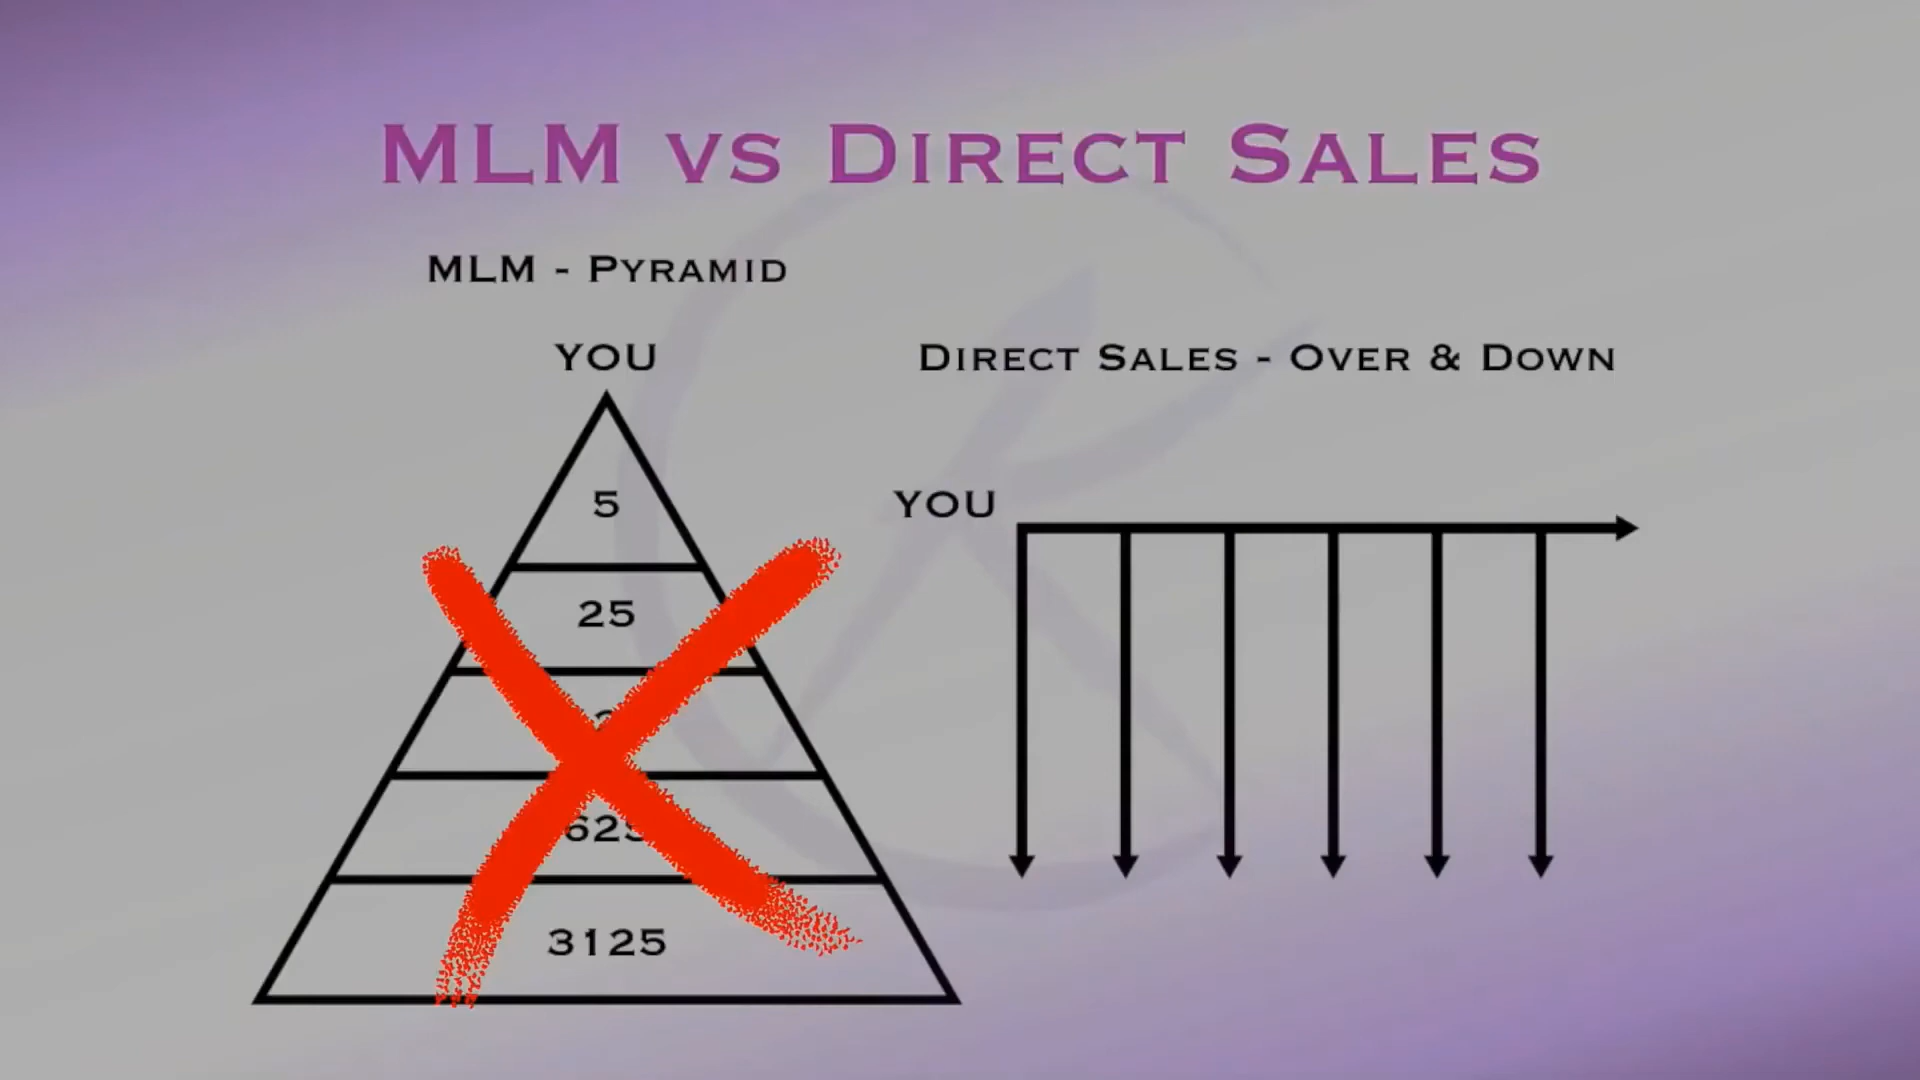 MLM vs Direct Sales
MLM - Pyramid
YOU
Direct Sales - Over & Down
5
YOU
25
3125